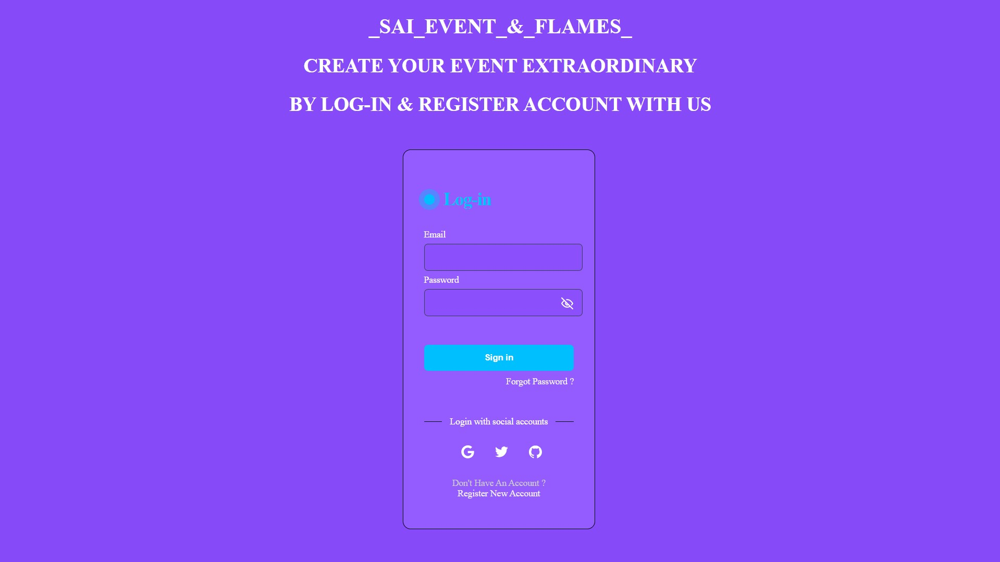 _SAI_EVENT_&_FLAMES_
CREATE YOUR EVENT EXTRAORDINARY
BY LOG-IN & REGISTER ACCOUNT WITH US
Log-in
Email
Password
Sign in
Forgot Password ?
Login with social accounts
Don't Have An Account ?
Register New Account